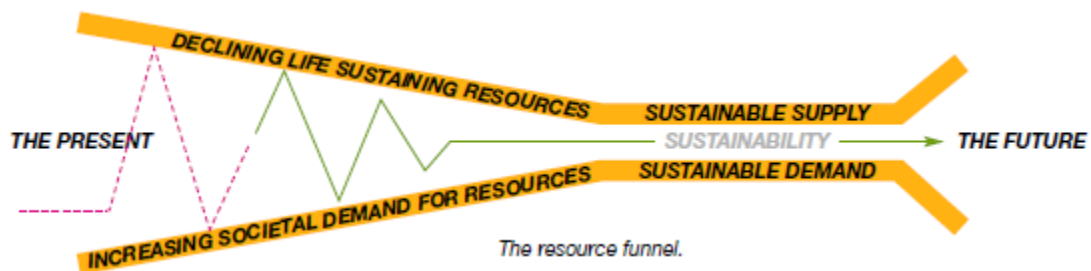 DECLINING LIFE SUSTAINING RESOURCES
SUSTAINABLE SUPPLY
THE PRESENT
SUSTAINABILITY
THE FUTURE
SUSTAINABLE DEMAND
INCREASING SOCIETAL DEMAND FOR RESOURCES
The resource funnel.